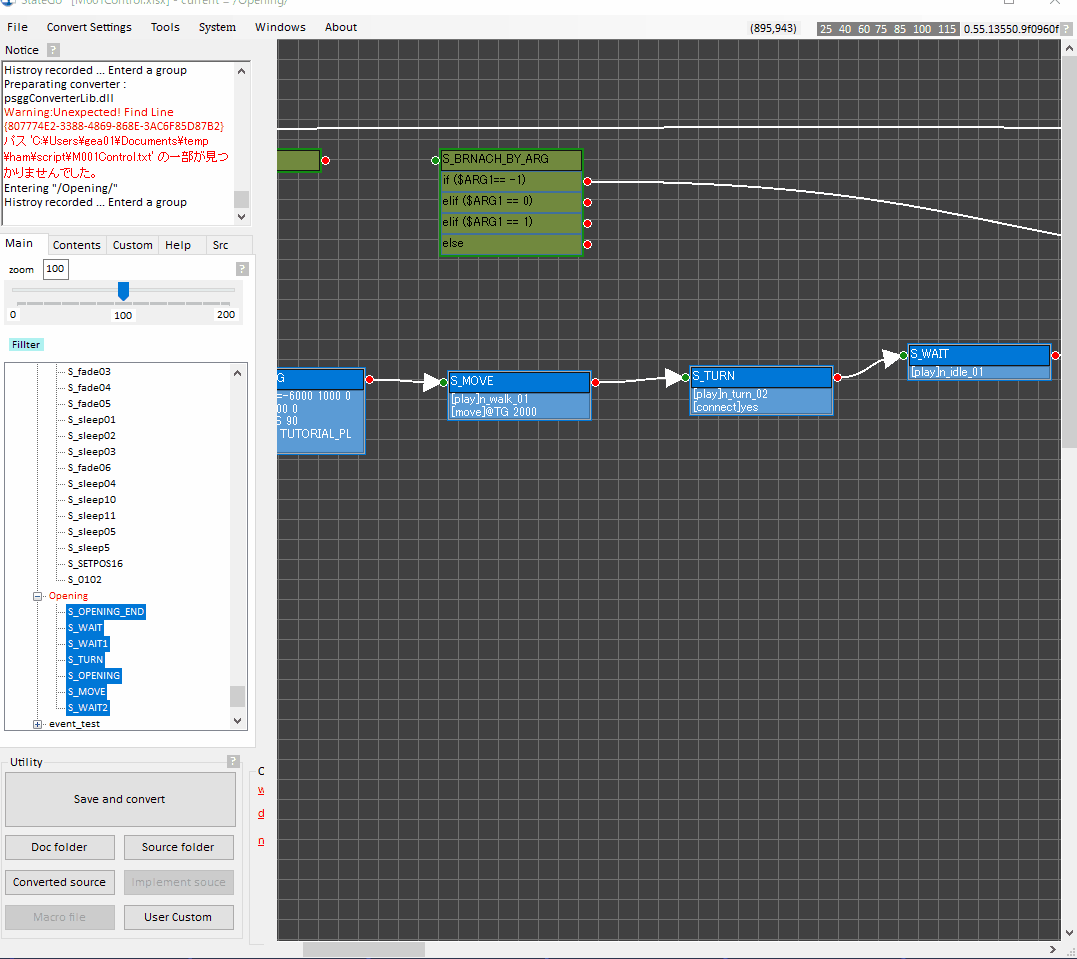 StateGo [M001Control.xlsx] - current = /Opening/
File Convert Settings Tools System Windows About (895,943) 25 40 60 75 85 100 115 0.55.13550.9f0960f ?
Notice ?
Histroy recorded ... Enterd a group
Preparating converter :
psggConverterLib.dll
Warning:Unexpected! Find Line
{807774E2-3388-4869-868E-3AC6F85D87B2}
パス 'C:¥Users¥gea01¥Documents¥temp
¥ham¥script¥M001Control.txt' の一部が見つ
かりませんでした。
Entering "/Opening/"
Histroy recorded ... Enterd a group
Main Contents Custom Help Src
zoom 100 ?
0 100 200
Fillter
S_fade03
S_fade04
S_fade05
S_sleep01
S_sleep02
S_sleep03
S_fade06
S_sleep04
S_sleep10
S_sleep11
S_sleep05
S_sleep5
S_SETPOS16
S_0102
Opening
S_OPENING_END
S_WAIT
S_WAIT1
S_TURN
S_OPENING
S_MOVE
S_WAIT2
event_test
Utility ?
Save and convert
Doc folder Source folder
Converted source Implement souce
Macro file User Custom
S_BRNACH_BY_ARG
if ($ARG1== -1)
elif ($ARG1 == 0)
elif ($ARG1 == 1)
else
G
=-6000 1000 0
00 0
S 90
TUTORIAL_PL
S_MOVE
[play]n_walk_01
[move]@TG 2000
S_TURN
[play]n_turn_02
[connect]yes
S_WAIT
[play]n_idle_01